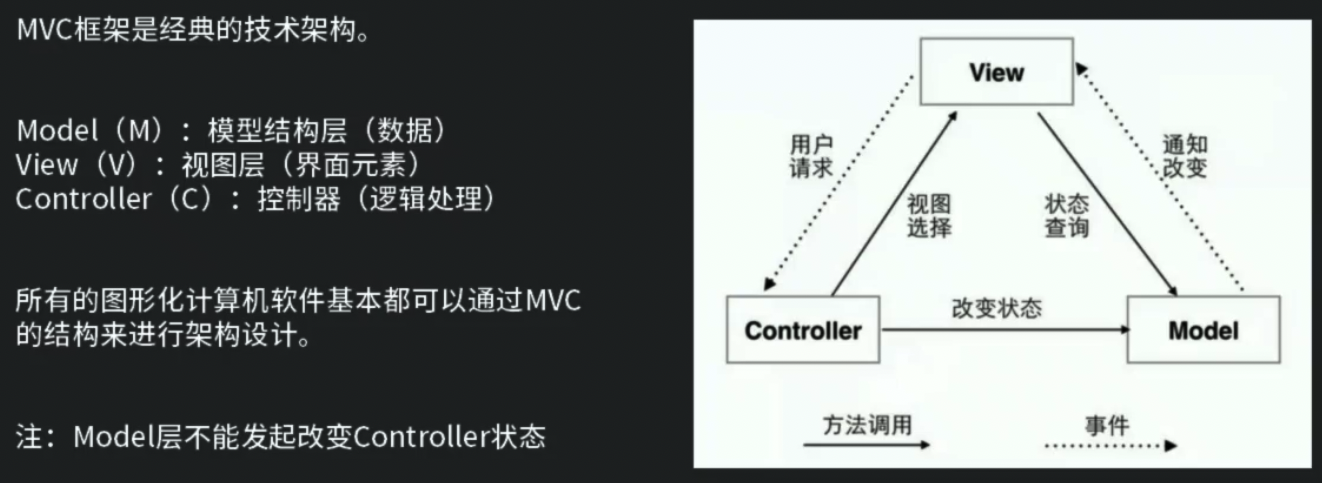 MVC框架是经典的技术架构。
Model（M）：模型结构层（数据）
View（V）：视图层（界面元素）
Controller（C）：控制器（逻辑处理）
所有的图形化计算机软件基本都可以通过MVC
的结构来进行架构设计。
注：Model层不能发起改变Controller状态
View
用户
请求
视图
选择
状态
查询
通知
改变
Controller
改变状态
Model
方法调用
事件